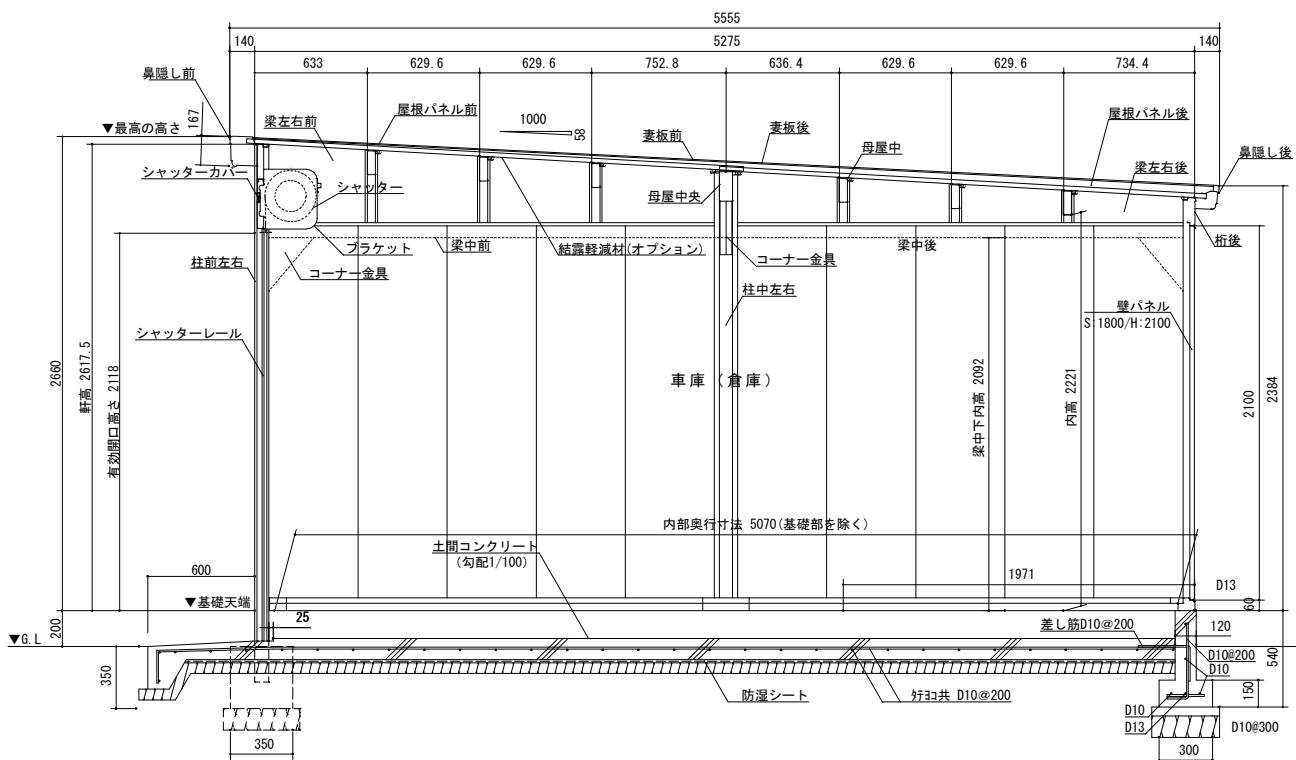 5555
140
5275
140
633
629.6
629.6
752.8
636.4
629.6
629.6
734.4
鼻隠し前
167
▼最高の高さ
梁左右前
屋根パネル前
1000
58
妻板前
妻板後
屋根パネル後
母屋中
梁左右後
鼻隠し後
シャッターカバー
シャッター
母屋中央
ブラケット
梁中前
結露軽減材(オプション)
梁中後
桁後
柱前左右
コーナー金具
コーナー金具
柱中左右
壁パネル
S:1800/H:2100
シャッターレール
2660
軒高 2617.5
有効開口高さ 2118
車庫 (倉庫)
梁中下内高 2092
内高 2221
2100
2384
内部奥行寸法 5070(基礎部を除く)
土間コンクリート
(勾配1/100)
600
1971
D13
▼基礎天端
60
25
▼G.L
200
差し筋D10@200
120
D10@200
D10
350
540
150
防湿シート
ﾀﾃﾖｺ共 D10@200
D10
D13
D10@300
350
300